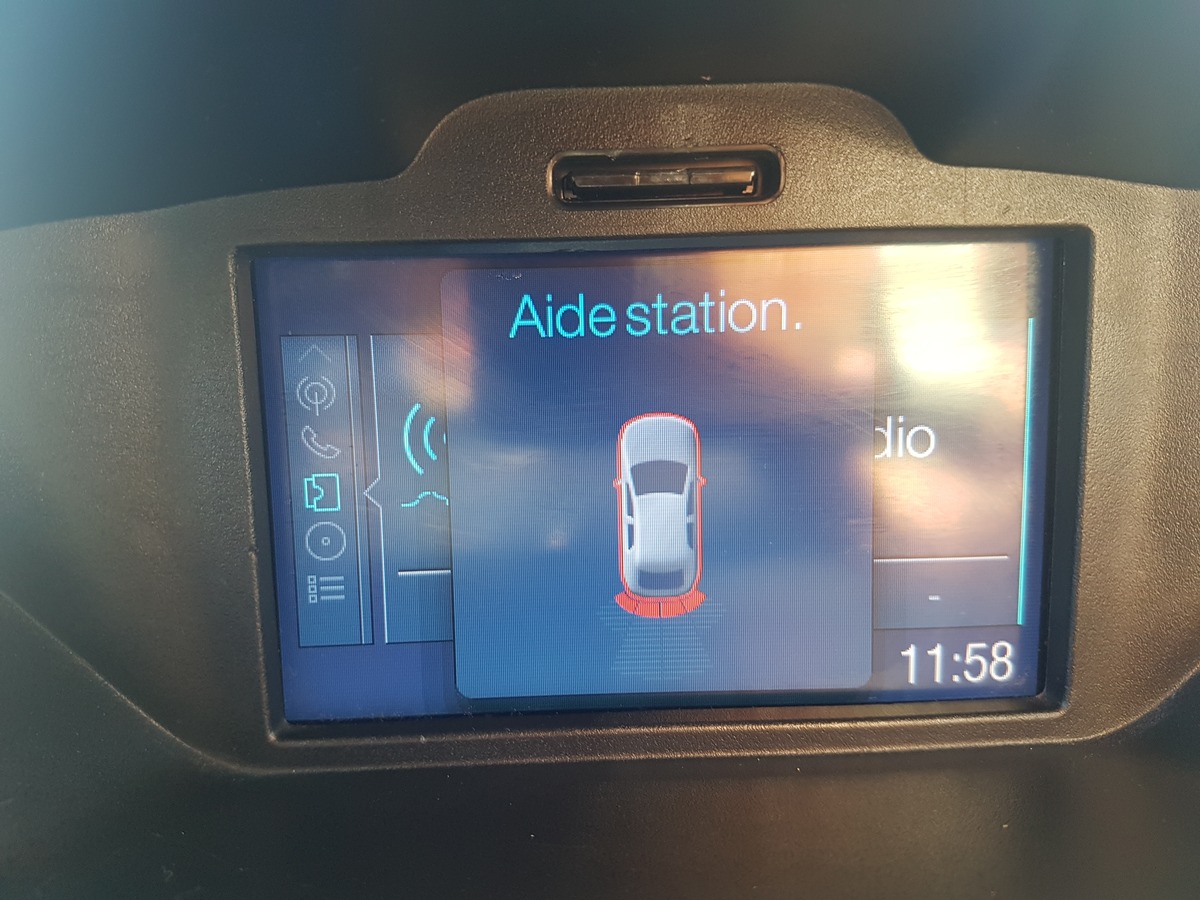 Aide station.
dio
-
11:58